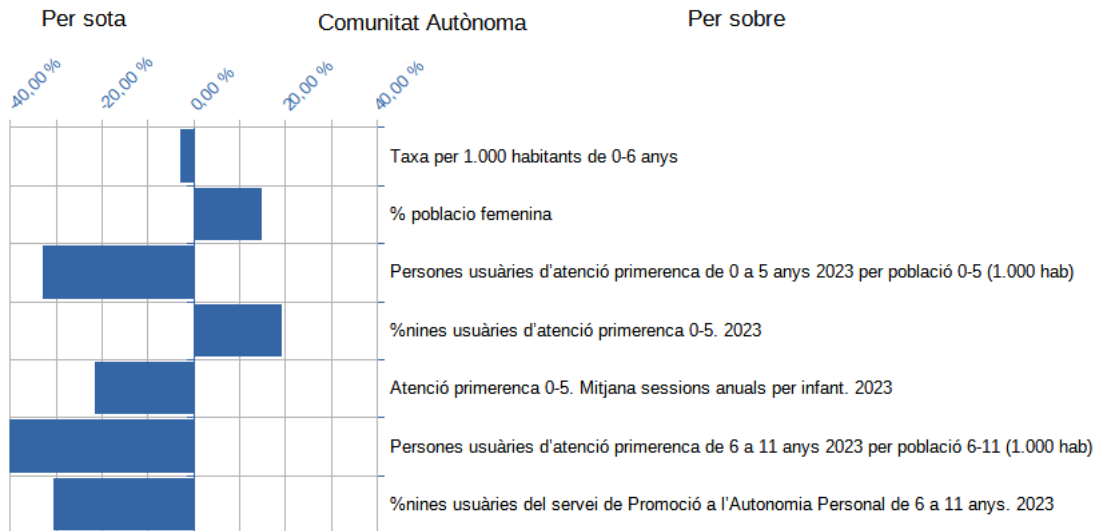 Per sota Comunitat Autònoma Per sobre
-40,00 % -20,00 % 0,00 % 20,00 % 40,00 %
Taxa per 1.000 habitants de 0-6 anys
% poblacio femenina
Persones usuàries d'atenció primerenca de 0 a 5 anys 2023 per població 0-5 (1.000 hab)
%nines usuàries d'atenció primerenca 0-5. 2023
Atenció primerenca 0-5. Mitjana sessions anuals per infant. 2023
Persones usuàries d'atenció primerenca de 6 a 11 anys 2023 per població 6-11 (1.000 hab)
%nines usuàries del servei de Promoció a l'Autonomia Personal de 6 a 11 anys. 2023